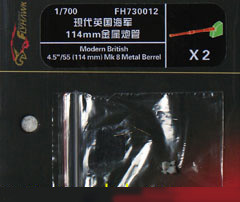 1/700 FH730012
现代英国海军
114mm金属炮管
Modern British
4.5"/55 (114 mm) Mk 8 Metal Berrel
X 2
FLYHAWK